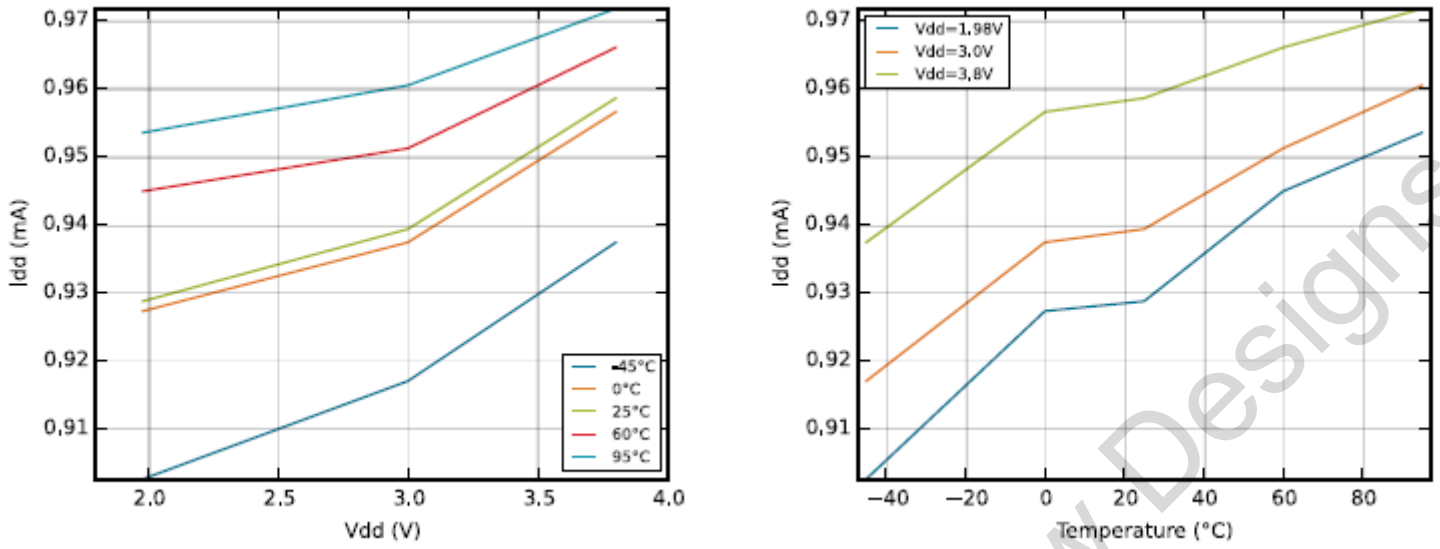 0.97
0.96
0.95
0.94
0.93
0.92
0.91
Idd (mA)
-45°C
0°C
25°C
60°C
95°C
2.0 2.5 3.0 3.5 4.0
Vdd (V)
0.97
0.96
0.95
0.94
0.93
0.92
0.91
Idd (mA)
Vdd=1.98V
Vdd=3.0V
Vdd=3.8V
−40 −20 0 20 40 60 80
Temperature (°C)
w Designs